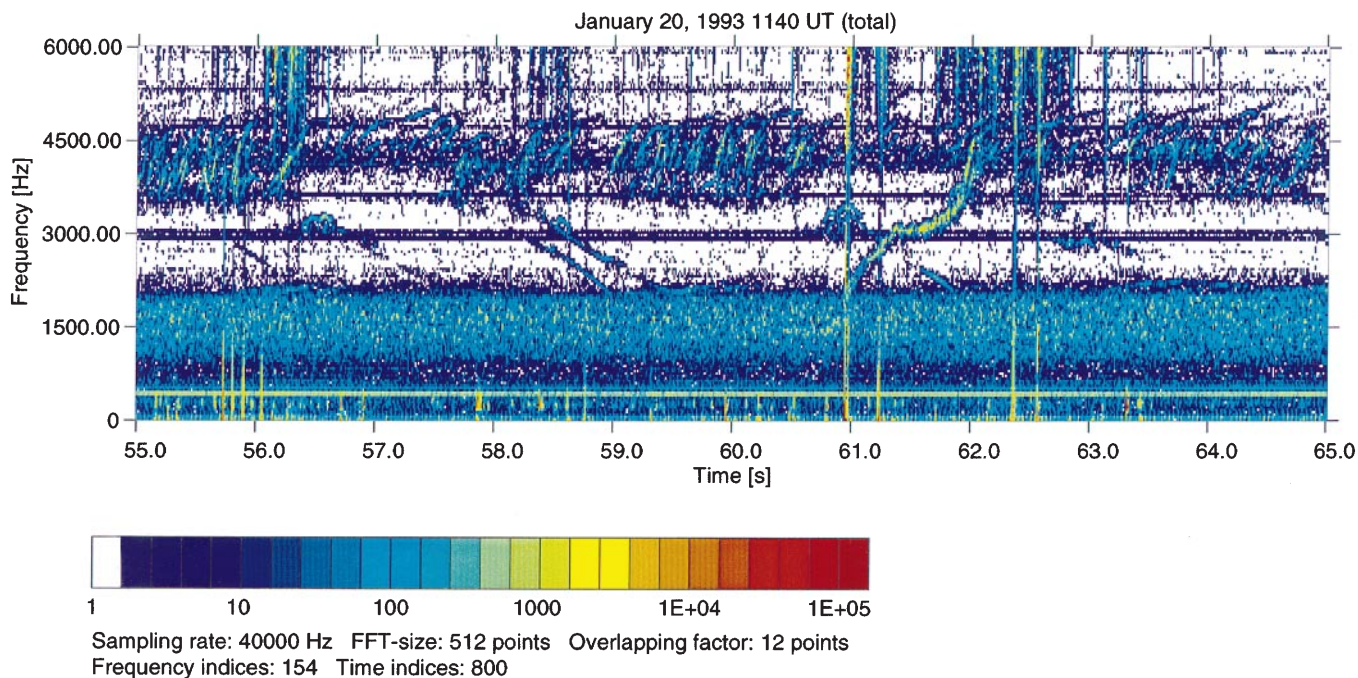 January 20, 1993 1140 UT (total)
6000.00
4500.00
3000.00
1500.00
0
Frequency [Hz]
55.0 56.0 57.0 58.0 59.0 60.0 61.0 62.0 63.0 64.0 65.0
Time [s]
1 10 100 1000 1E+04 1E+05
Sampling rate: 40000 Hz FFT-size: 512 points Overlapping factor: 12 points
Frequency indices: 154 Time indices: 800